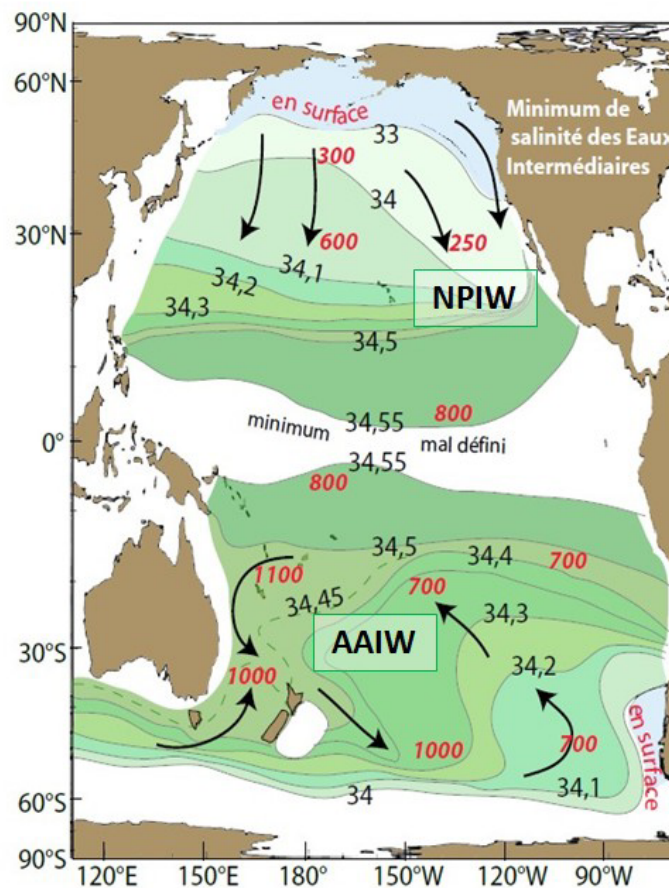 90°N
60°N
30°N
0°
30°S
60°S
90°S
en surface
33
Minimum de
salinité des Eaux
Intermédiaires
300
34
600
250
34,1
34,2
NPIW
34,3
34,5
800
minimum
34,55
mal défini
34,55
800
34,5
34,4
700
1100
700
34,45
34,3
AAIW
34,2
1000
1000
700
en surface
34,1
34
120°E
150°E
180°
150°W
120°W
90°W